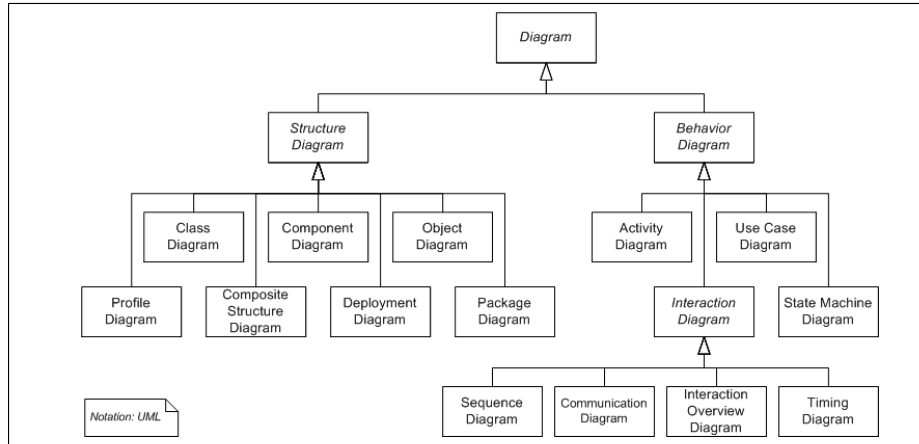 Diagram
Structure
Diagram
Behavior
Diagram
Class
Diagram
Component
Diagram
Object
Diagram
Activity
Diagram
Use Case
Diagram
Profile
Diagram
Composite
Structure
Diagram
Deployment
Diagram
Package
Diagram
Interaction
Diagram
State Machine
Diagram
Sequence
Diagram
Communication
Diagram
Interaction
Overview
Diagram
Timing
Diagram
Notation: UML